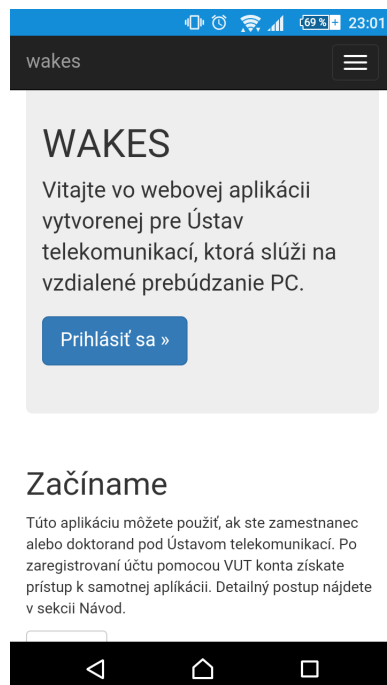 69 % 23:01
wakes
WAKES
Vitajte vo webovej aplikácii
vytvorenej pre Ústav
telekomunikací, ktorá slúži na
vzdialené prebúdzanie PC.
Prihlásiť sa »
Začíname
Túto aplikáciu môžete použiť, ak ste zamestnanec
alebo doktorand pod Ústavom telekomunikací. Po
zaregistrovaní účtu pomocou VUT konta získate
prístup k samotnej aplíkácii. Detailný postup nájdete
v sekcii Návod.